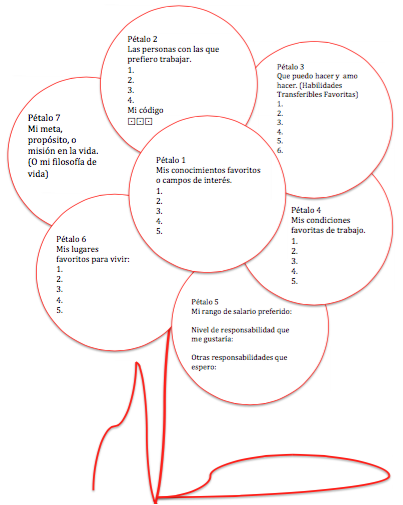 Pétalo 2
Las personas con las que
prefiero trabajar.
1.
2.
3.
4.
Mi código
⊡⊡⊡
Pétalo 3
Que puedo hacer y amo
hacer. (Habilidades
Transferibles Favoritas)
1.
2.
3.
4.
5.
6.
Pétalo 7
Mi meta,
propósito, o
misión en la vida.
(O mi filosofía de
vida)
Pétalo 1
Mis conocimientos favoritos
o campos de interés.
1.
2.
3.
4.
5.
Pétalo 4
Mis condiciones
favoritas de trabajo.
1.
2.
3.
4.
5.
Pétalo 6
Mis lugares
favoritos para vivir:
1.
2.
3.
4.
5.
Pétalo 5
Mi rango de salario preferido:
Nivel de responsabilidad que
me gustaría:
Otras responsabilidades que
espero: